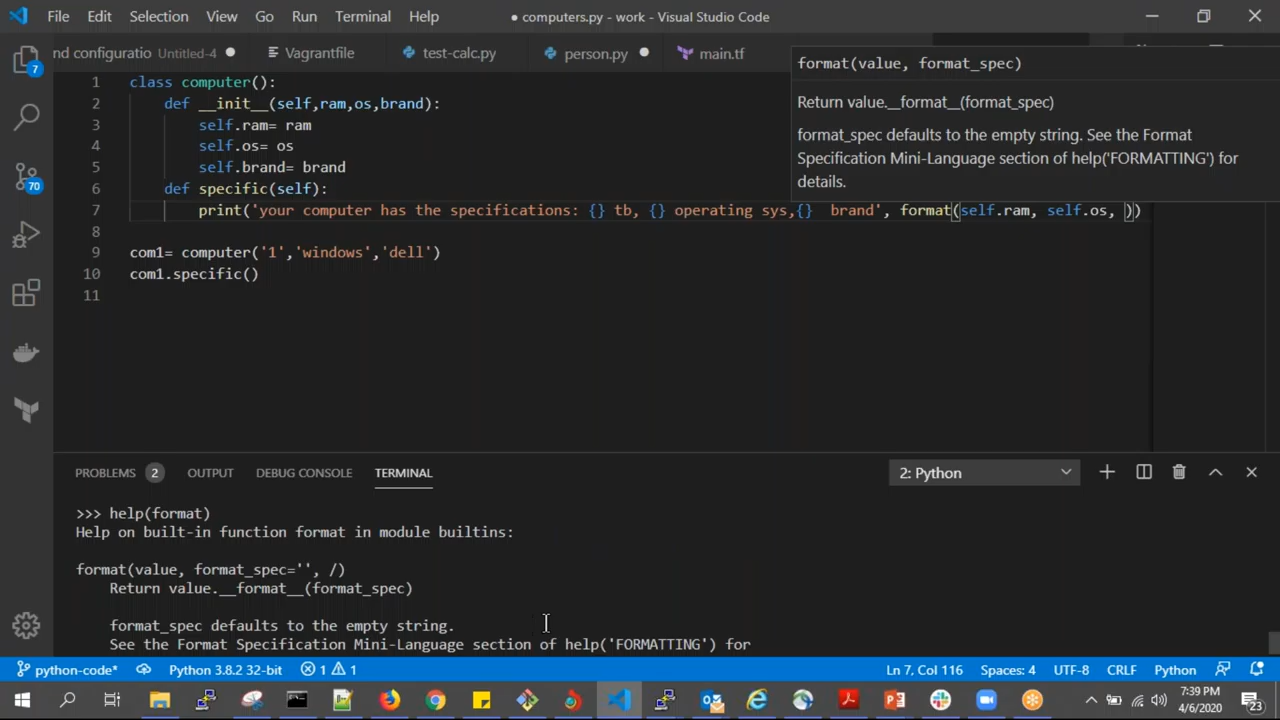 File Edit Selection View Go Run Terminal Help
● computers.py - work - Visual Studio Code
nd configuratio Untitled-4 ● Vagrantfile test-calc.py person.py ● main.tf
format(value, format_spec)
Return value.__format__(format_spec)
format_spec defaults to the empty string. See the Format
Specification Mini-Language section of help('FORMATTING') for
details.
7
70
1 class computer():
2 def __init__(self,ram,os,brand):
3 self.ram= ram
4 self.os= os
5 self.brand= brand
6 def specific(self):
7 print('your computer has the specifications: {} tb, {} operating sys,{}  brand', format(self.ram, self.os, ))
8
9 com1= computer('1','windows','dell')
10 com1.specific()
11
PROBLEMS 2 OUTPUT DEBUG CONSOLE TERMINAL
2: Python
>>> help(format)
Help on built-in function format in module builtins:
format(value, format_spec='', /)
Return value.__format__(format_spec)
format_spec defaults to the empty string.
See the Format Specification Mini-Language section of help('FORMATTING') for
python-code* Python 3.8.2 32-bit 1 1 Ln 7, Col 116 Spaces: 4 UTF-8 CRLF Python
7:39 PM
4/6/2020
23